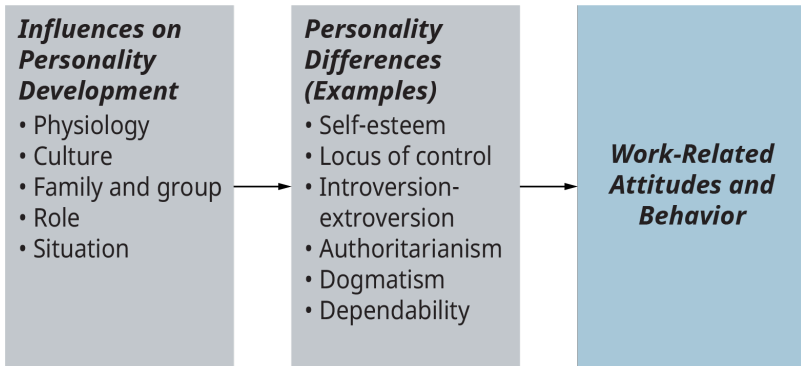 Influences on
Personality
Development
• Physiology
• Culture
• Family and group
• Role
• Situation
Personality
Differences
(Examples)
• Self-esteem
• Locus of control
• Introversion-
extroversion
• Authoritarianism
• Dogmatism
• Dependability
Work-Related
Attitudes and
Behavior